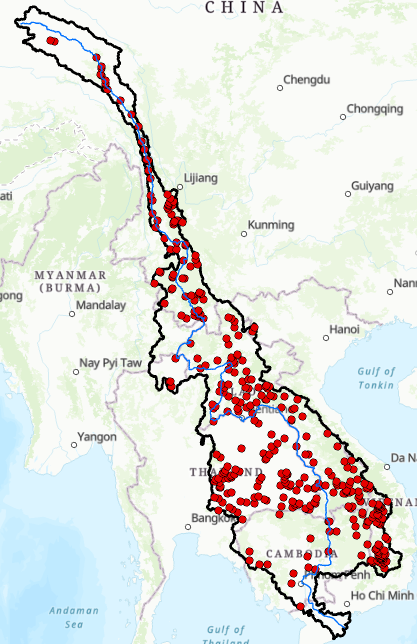 CHINA
Chengdu
Chongqing
Lijiang
Guiyang
Kunming
MYANMAR
(BURMA)
Mandalay
Hanoi
Nay Pyi Taw
Gulf of
Tonkin
Yangon
Da Na
THAILAND
Bangkok
CAMBODIA
Ho Chi Minh
Andaman
Sea
Gulf of
Thailand